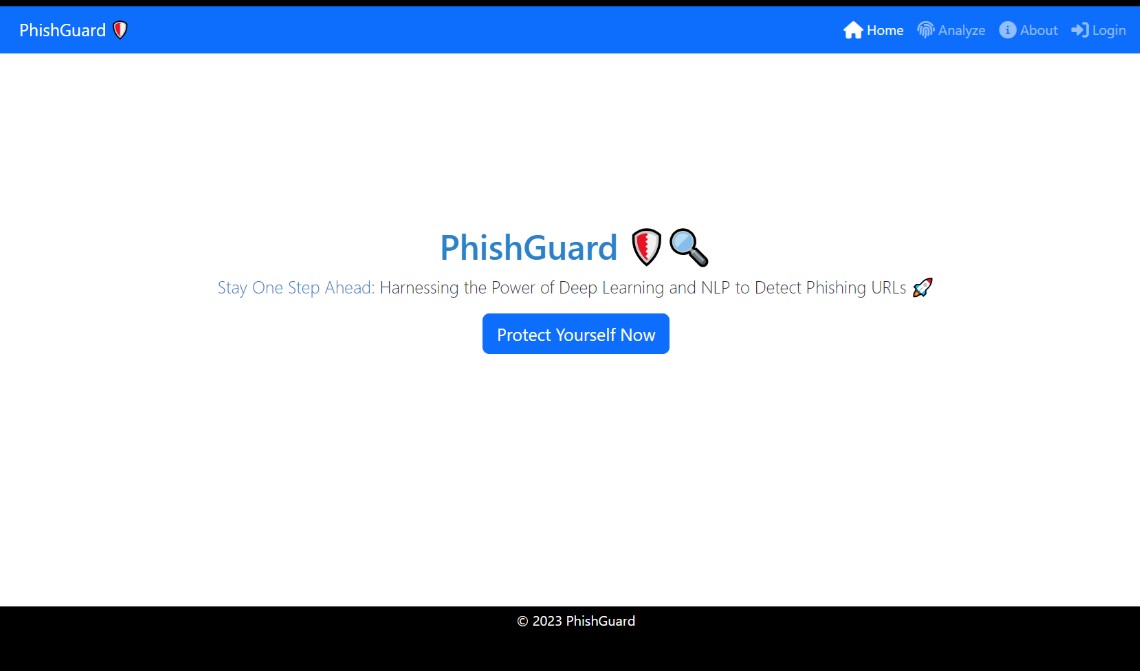 PhishGuard
Home Analyze About Login
PhishGuard
Stay One Step Ahead: Harnessing the Power of Deep Learning and NLP to Detect Phishing URLs
Protect Yourself Now
© 2023 PhishGuard